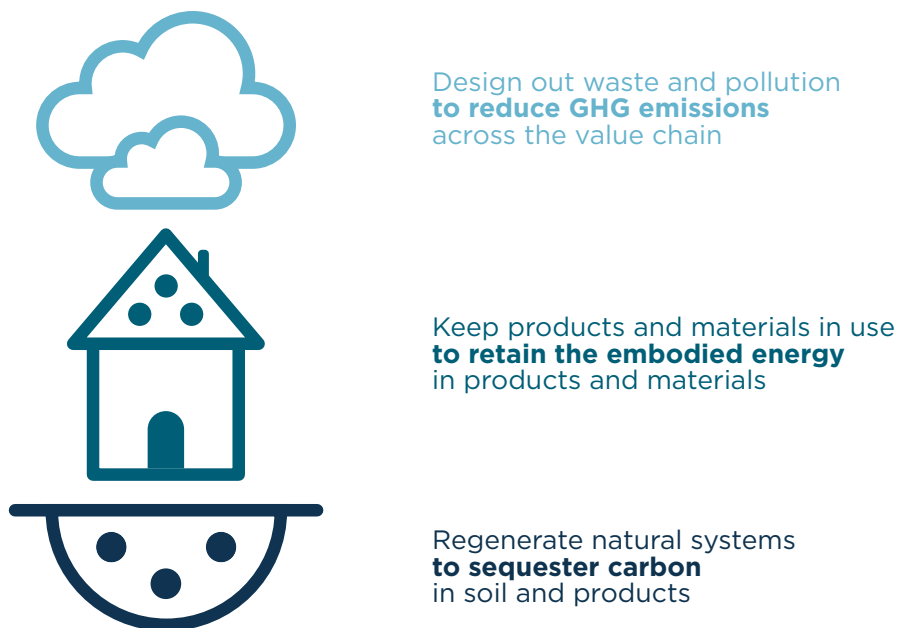 Design out waste and pollution
to reduce GHG emissions
across the value chain
Keep products and materials in use
to retain the embodied energy
in products and materials
Regenerate natural systems
to sequester carbon
in soil and products